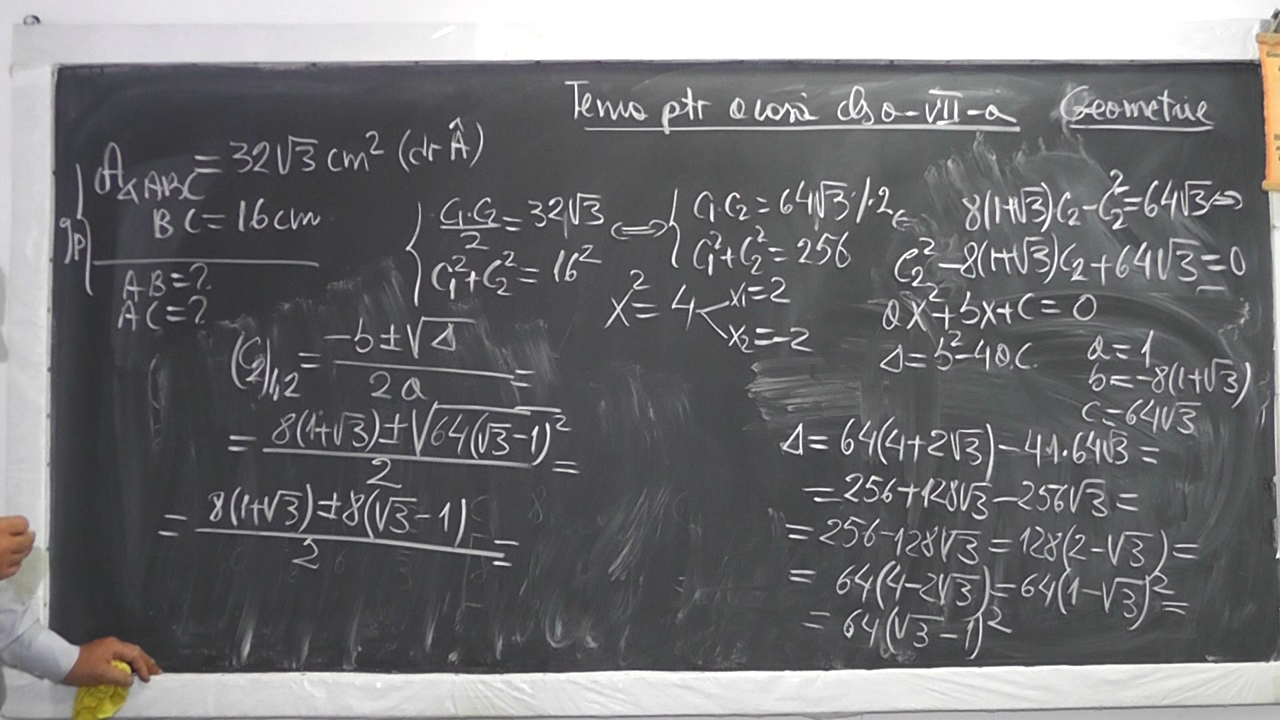 Tema ptr acasă cls a-VII-a Geometrie
A△ABC = 32√3 cm² (dr Â)
BC = 16 cm
ip
AB = ?
AC = ?
{ C₁·C₂/2 = 32√3 ⟺ { C₁·C₂ = 64√3 /·2
C₁² + C₂² = 16² C₁² + C₂² = 256
x² = 4 < x₁ = 2
x₂ = -2
(C₂)₁,₂ = (-b ± √Δ)/2a =
= (8(1+√3) ± √(64(√3-1)²))/2 =
= (8(1+√3) ± 8(√3-1))/2 =
8(1+√3)C₂ - C₂² = 64√3 ⇒
C₂² - 8(1+√3)C₂ + 64√3 = 0
ax² + bx + c = 0
Δ = b² - 4ac.
a = 1
b = -8(1+√3)
c = 64√3
Δ = 64(4+2√3) - 4·1·64√3 =
= 256 + 128√3 - 256√3 =
= 256 - 128√3 = 128(2-√3) =
= 64(4-2√3) = 64(1-√3)² =
= 64(√3-1)²